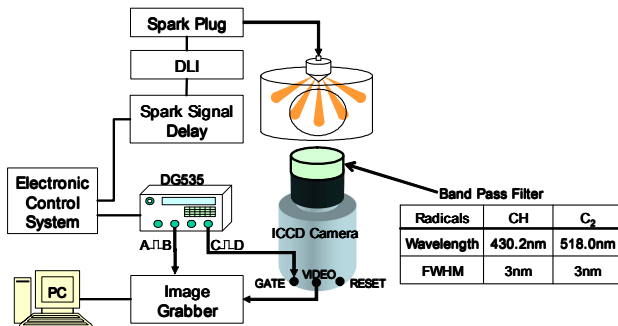 Spark Plug
DLI
Spark Signal
Delay
Electronic
Control
System
DG535
A⎍B
C⎍D
PC
Image
Grabber
ICCD Camera
GATE
VIDEO
RESET
Band Pass Filter
Radicals CH C₂
Wavelength 430.2nm 518.0nm
FWHM 3nm 3nm